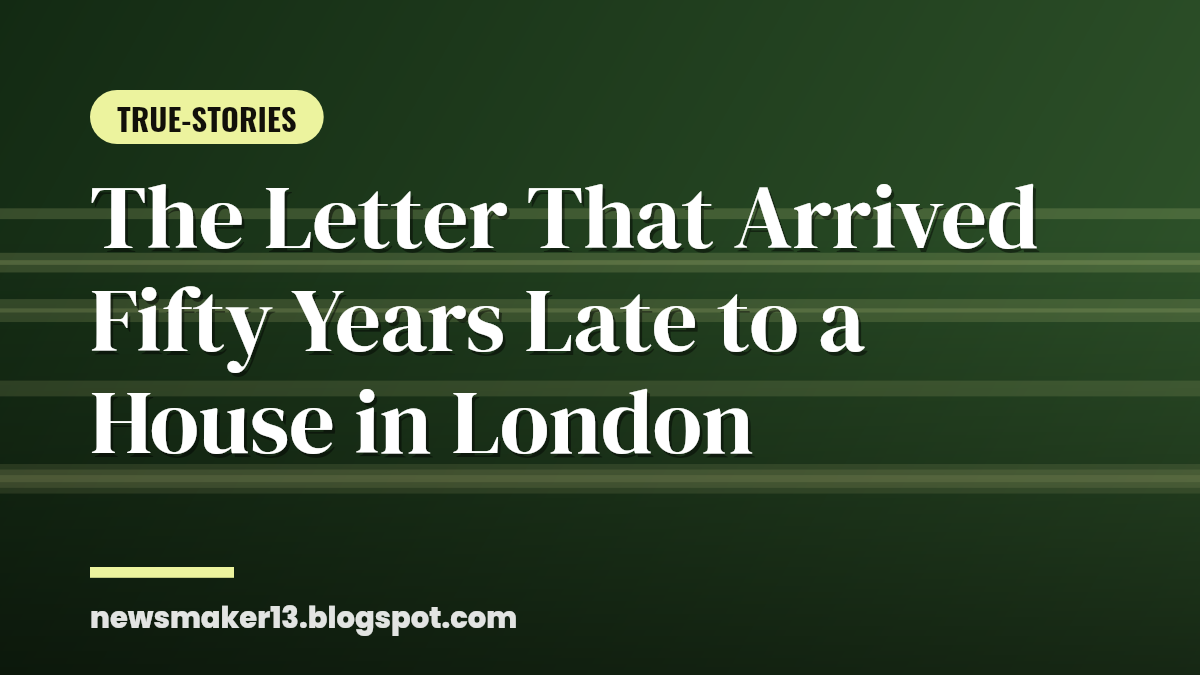 TRUE-STORIES
The Letter That Arrived
Fifty Years Late to a
House in London
newsmaker13.blogspot.com